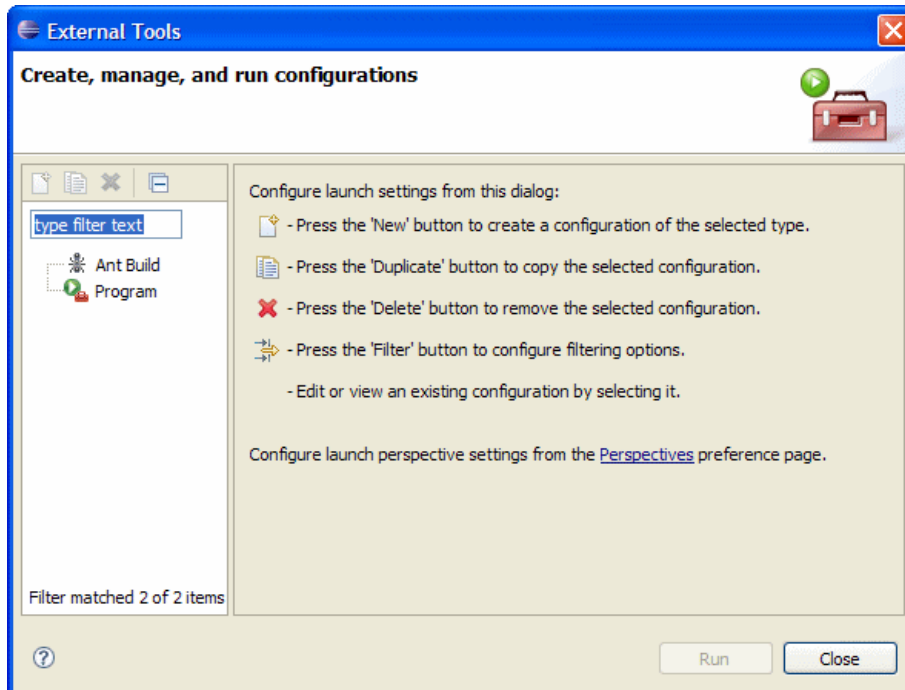 External Tools
Create, manage, and run configurations
type filter text
Ant Build
Program
Filter matched 2 of 2 items
Configure launch settings from this dialog:
- Press the 'New' button to create a configuration of the selected type.
- Press the 'Duplicate' button to copy the selected configuration.
- Press the 'Delete' button to remove the selected configuration.
- Press the 'Filter' button to configure filtering options.
- Edit or view an existing configuration by selecting it.
Configure launch perspective settings from the Perspectives preference page.
Run
Close